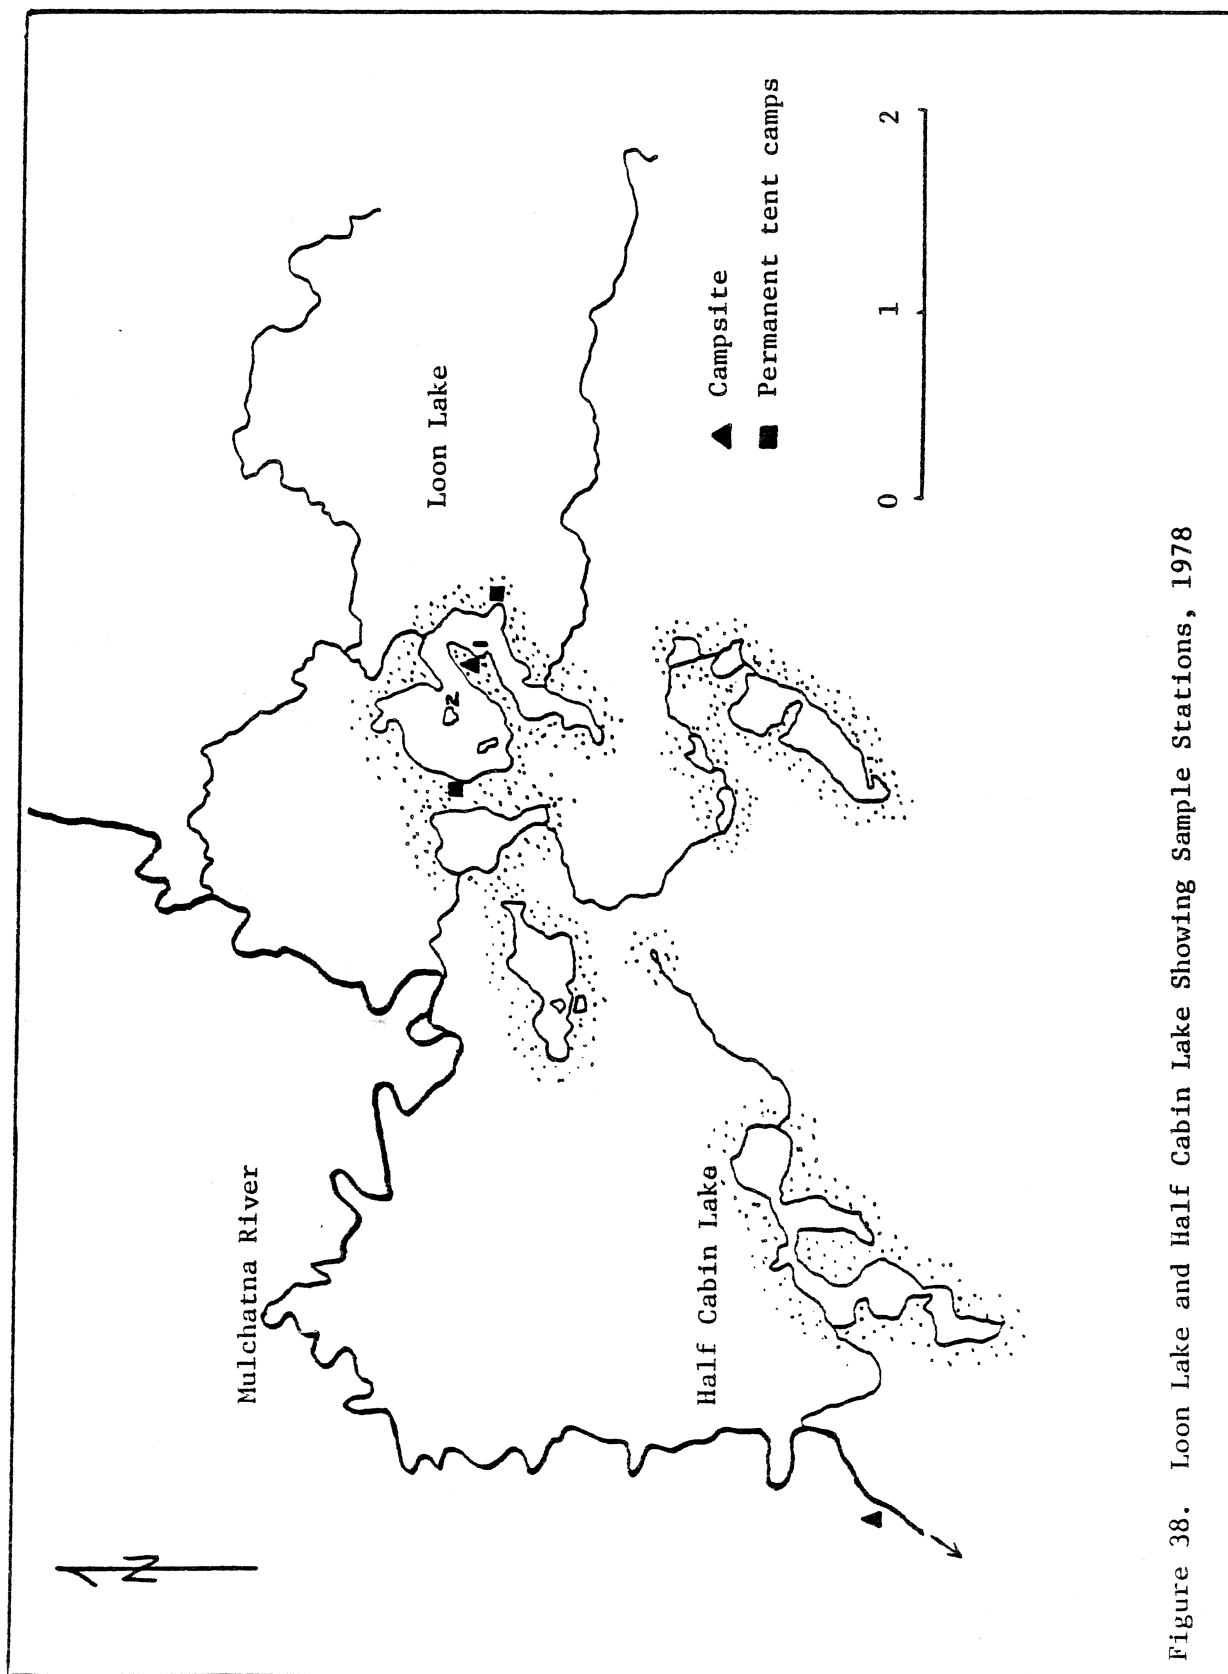 N
Mulchatna River
Loon Lake
2
1
Half Cabin Lake
▲ Campsite
■ Permanent tent camps
0 1 2
Figure 38. Loon Lake and Half Cabin Lake Showing Sample Stations, 1978